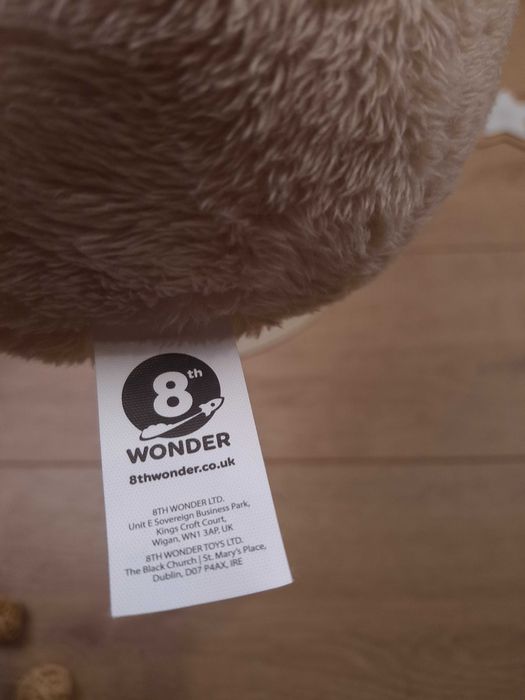 8th
WONDER
8thwonder.co.uk
8TH WONDER LTD.
Unit E Sovereign Business Park,
Kings Croft Court,
Wigan, WN1 3AP, UK
8TH WONDER TOYS LTD.
The Black Church | St. Mary's Place,
Dublin, D07 P4AX, IRE